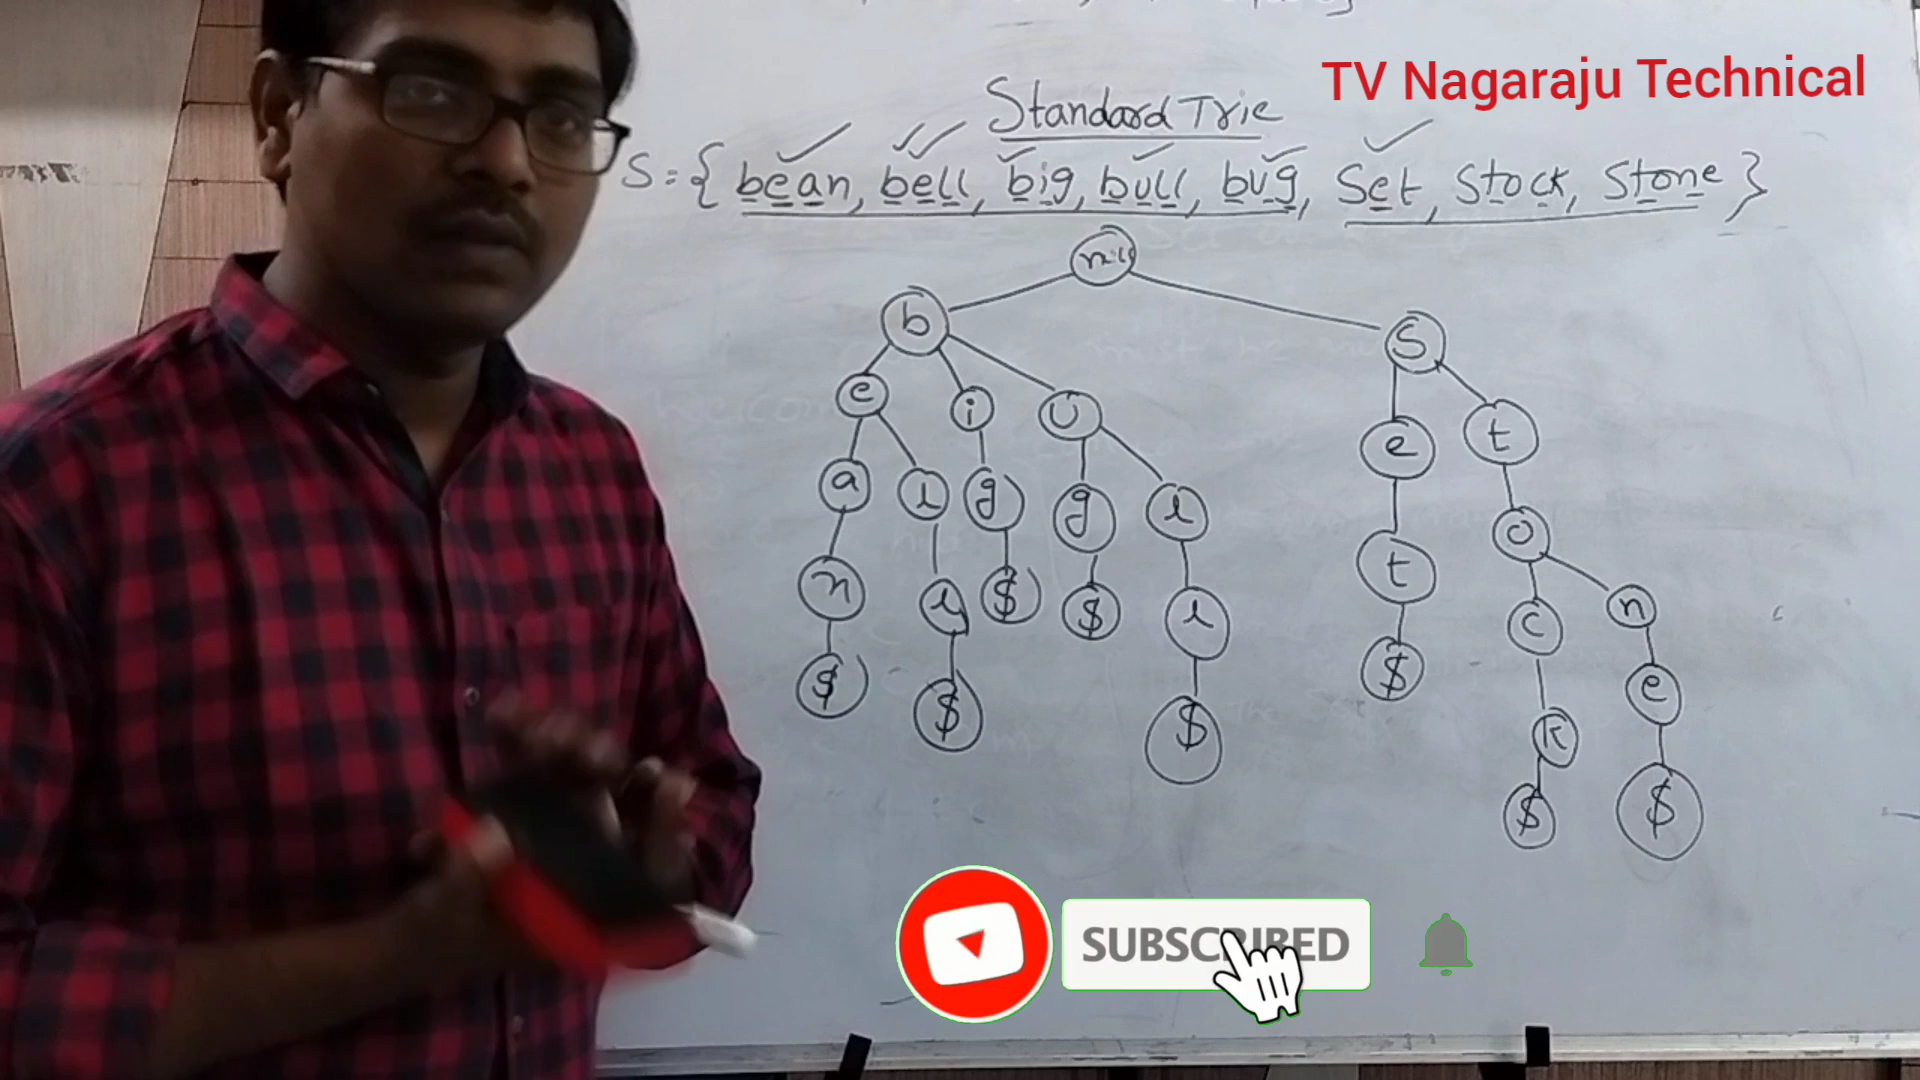 TV Nagaraju Technical
Standard Trie
S = { bean, bell, big, bull, bug, Set, Stock, Stone }
b S
e i U e t
a l g g l t o
n l $ $ l $ c n
$ $ $ k e
$ $
SUBSCRIBED